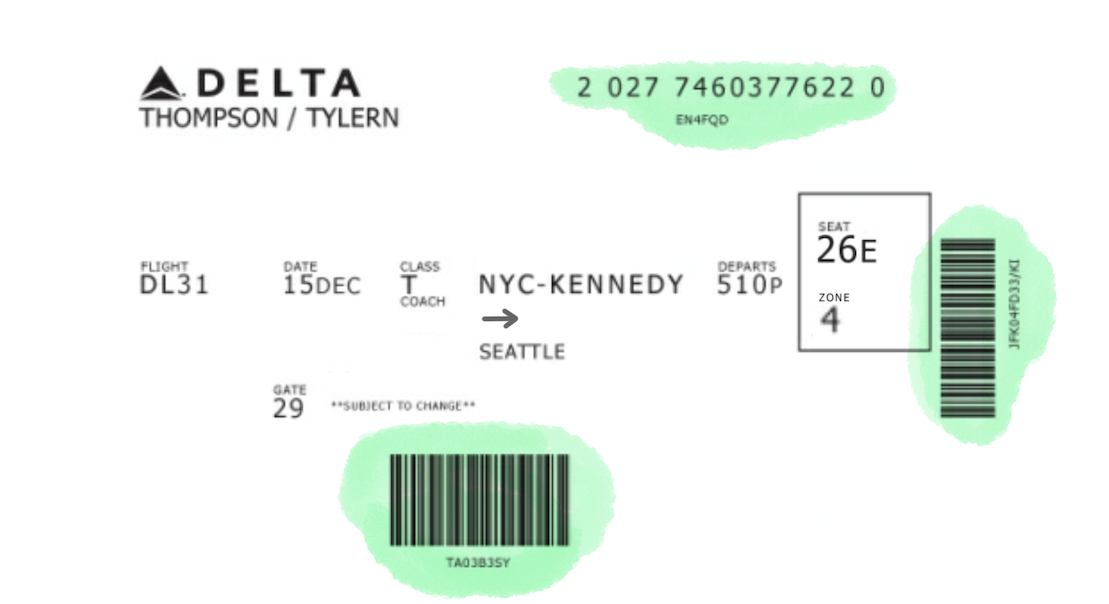 DELTA
THOMPSON / TYLERN
2 027 7460377622 0
EN4FQD
FLIGHT
DL31
DATE
15DEC
CLASS
T
COACH
NYC-KENNEDY
→
SEATTLE
DEPARTS
510P
SEAT
26E
ZONE
4
JFK04FD33/KI
GATE
29
**SUBJECT TO CHANGE**
TA03B3SY